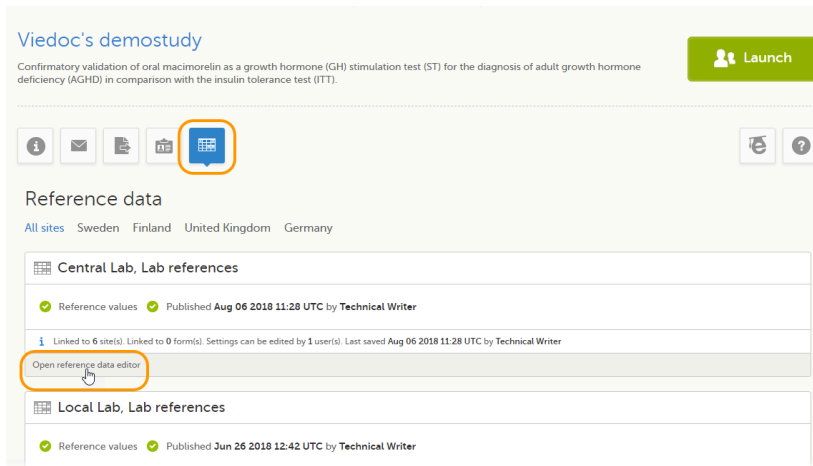 Viedoc's demostudy
Confirmatory validation of oral macimorelin as a growth hormone (GH) stimulation test (ST) for the diagnosis of adult growth hormone
deficiency (AGHD) in comparison with the insulin tolerance test (ITT).
Launch
Reference data
All sites Sweden Finland United Kingdom Germany
Central Lab, Lab references
Reference values Published Aug 06 2018 11:28 UTC by Technical Writer
Linked to 6 site(s). Linked to 0 form(s). Settings can be edited by 1 user(s). Last saved Aug 06 2018 11:28 UTC by Technical Writer
Open reference data editor
Local Lab, Lab references
Reference values Published Jun 26 2018 12:42 UTC by Technical Writer